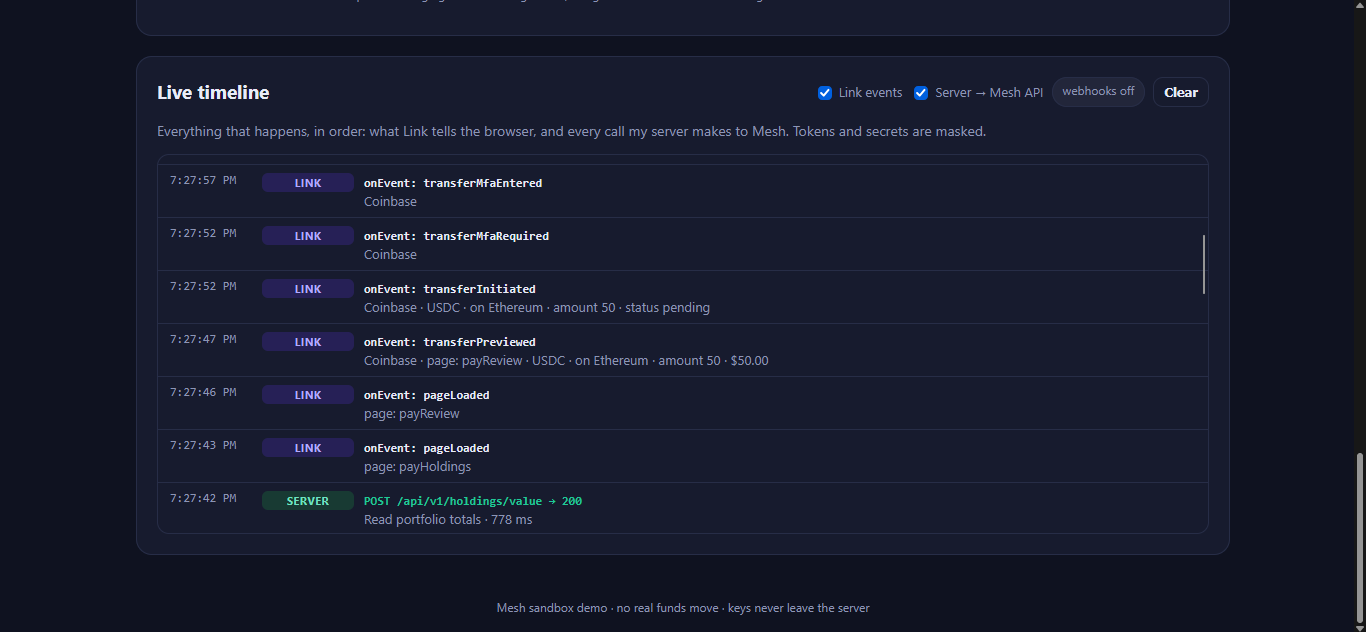 Live timeline
Link events
Server → Mesh API
webhooks off
Clear
Everything that happens, in order: what Link tells the browser, and every call my server makes to Mesh. Tokens and secrets are masked.
7:27:57 PM LINK onEvent: transferMfaEntered
Coinbase
7:27:52 PM LINK onEvent: transferMfaRequired
Coinbase
7:27:52 PM LINK onEvent: transferInitiated
Coinbase · USDC · on Ethereum · amount 50 · status pending
7:27:47 PM LINK onEvent: transferPreviewed
Coinbase · page: payReview · USDC · on Ethereum · amount 50 · $50.00
7:27:46 PM LINK onEvent: pageLoaded
page: payReview
7:27:43 PM LINK onEvent: pageLoaded
page: payHoldings
7:27:42 PM SERVER POST /api/v1/holdings/value → 200
Read portfolio totals · 778 ms
Mesh sandbox demo · no real funds move · keys never leave the server